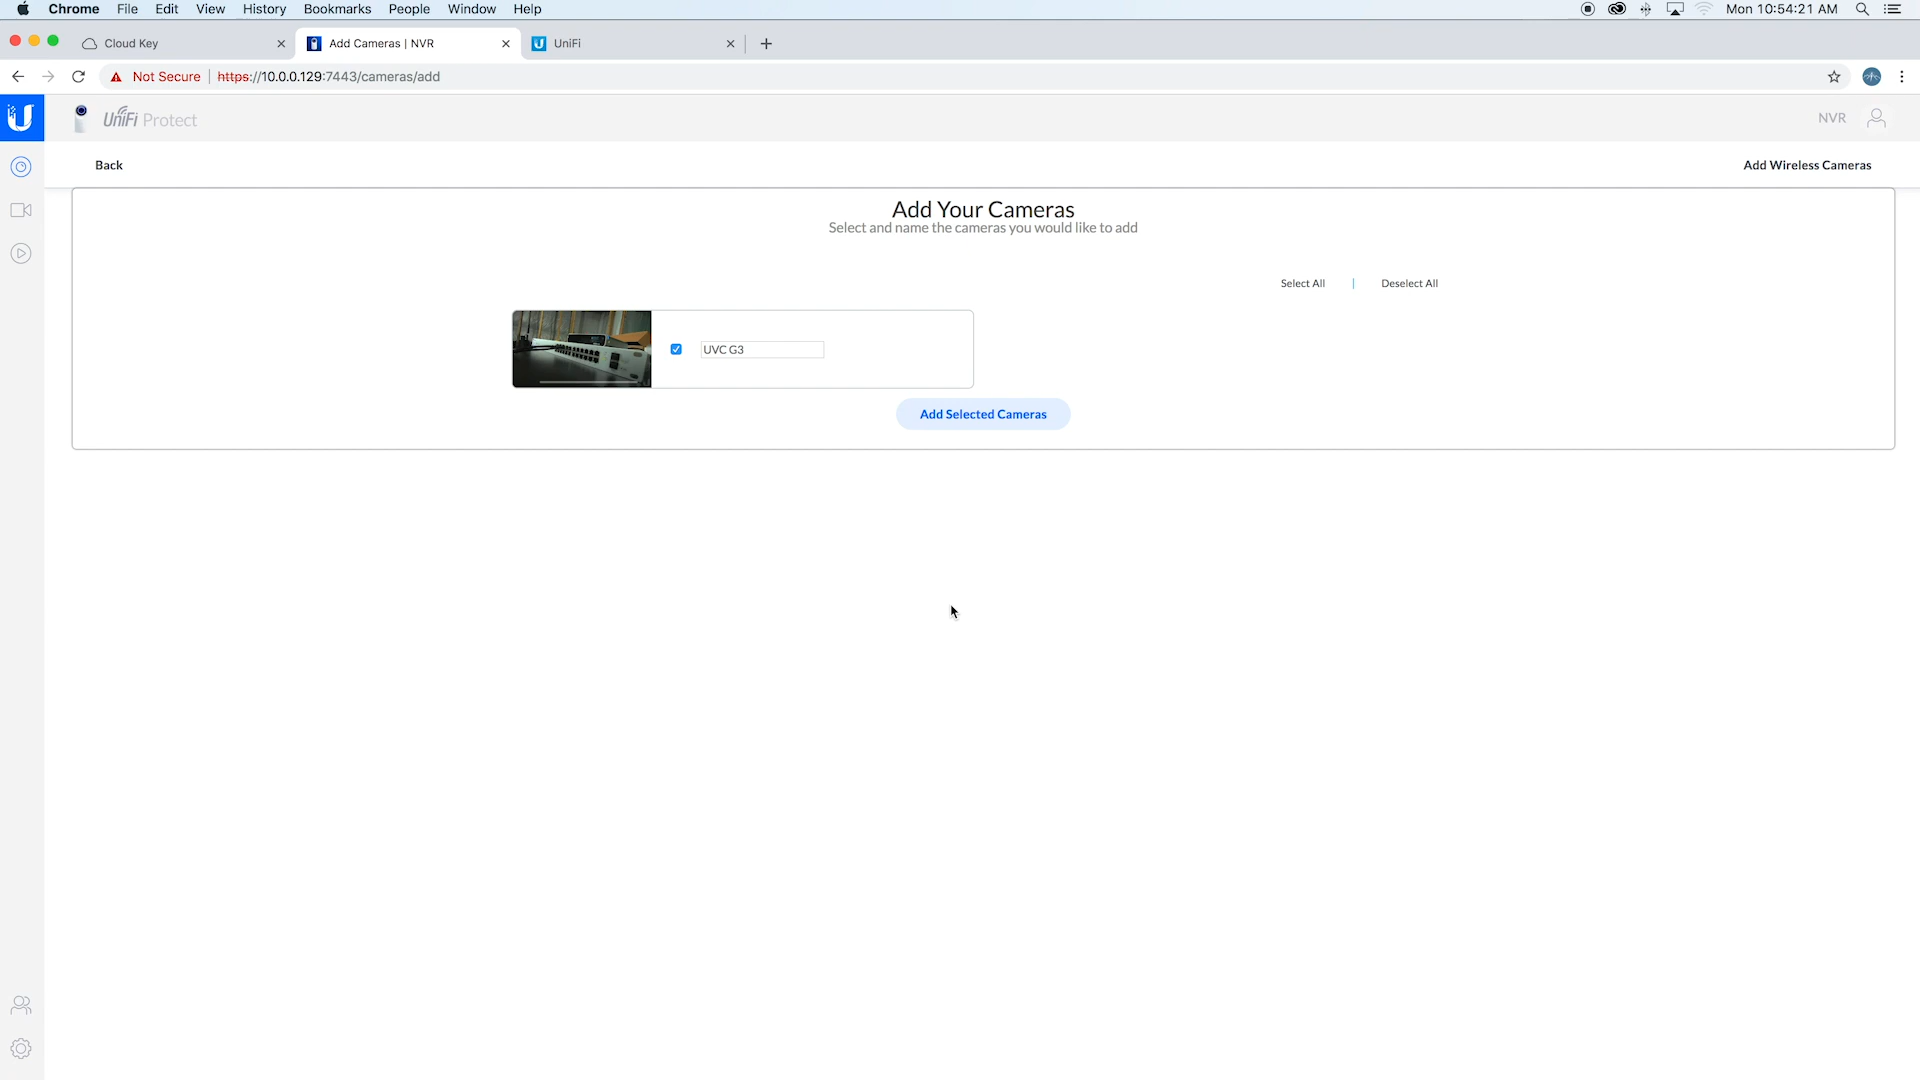 Chrome File Edit View History Bookmarks People Window Help Mon 10:54:21 AM
Cloud Key Add Cameras | NVR UniFi
Not Secure https://10.0.0.129:7443/cameras/add
UniFi Protect NVR
Back Add Wireless Cameras
Add Your Cameras
Select and name the cameras you would like to add
Select All | Deselect All
UVC G3
Add Selected Cameras